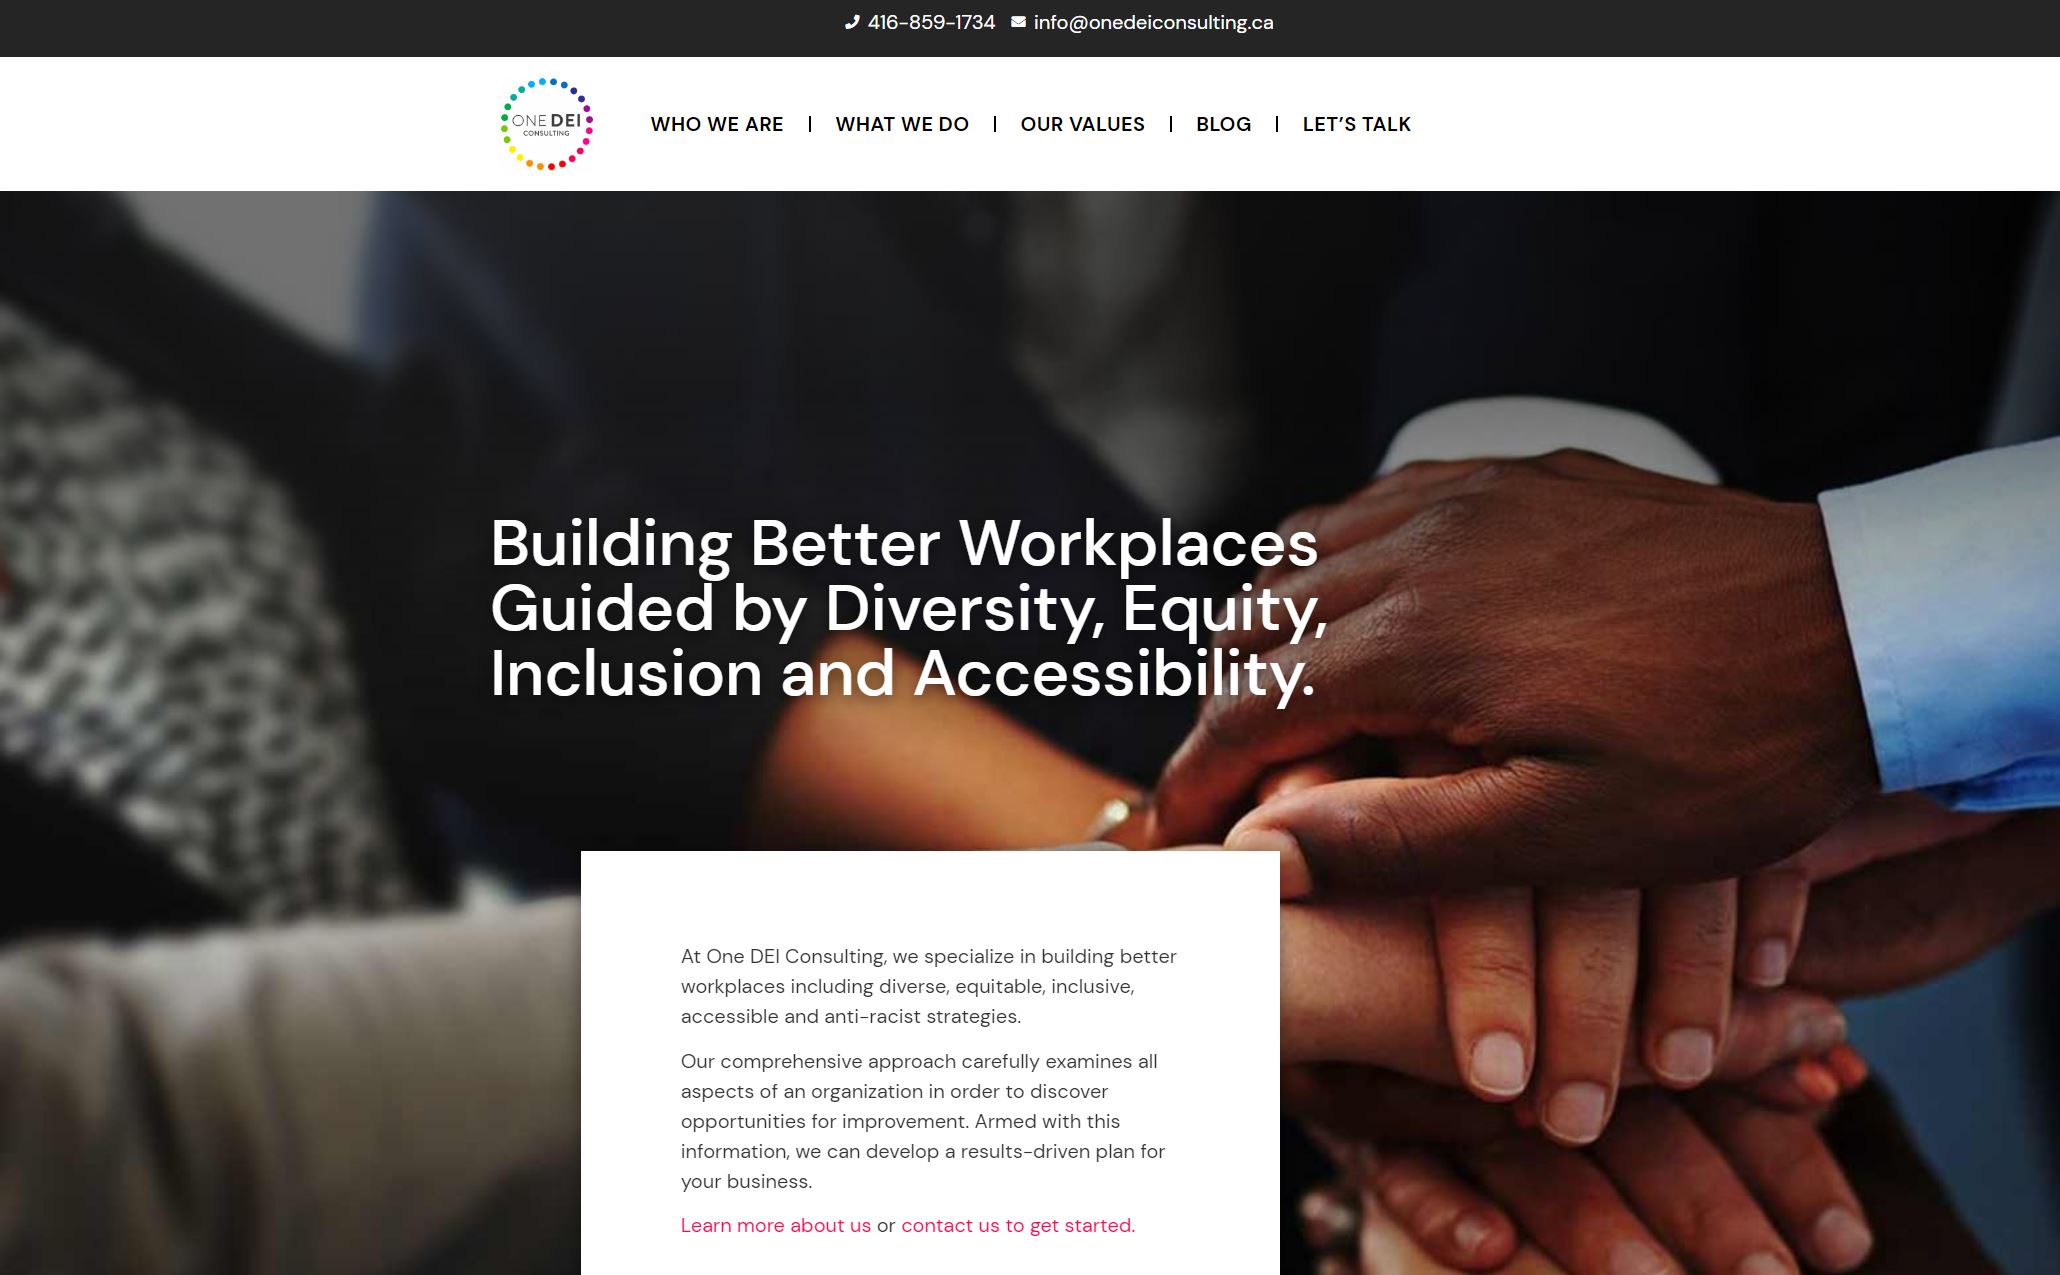 416-859-1734 info@onedeiconsulting.ca
ONE DEI
CONSULTING
WHO WE ARE | WHAT WE DO | OUR VALUES | BLOG | LET’S TALK
Building Better Workplaces
Guided by Diversity, Equity,
Inclusion and Accessibility.
At One DEI Consulting, we specialize in building better
workplaces including diverse, equitable, inclusive,
accessible and anti-racist strategies.
Our comprehensive approach carefully examines all
aspects of an organization in order to discover
opportunities for improvement. Armed with this
information, we can develop a results-driven plan for
your business.
Learn more about us or contact us to get started.